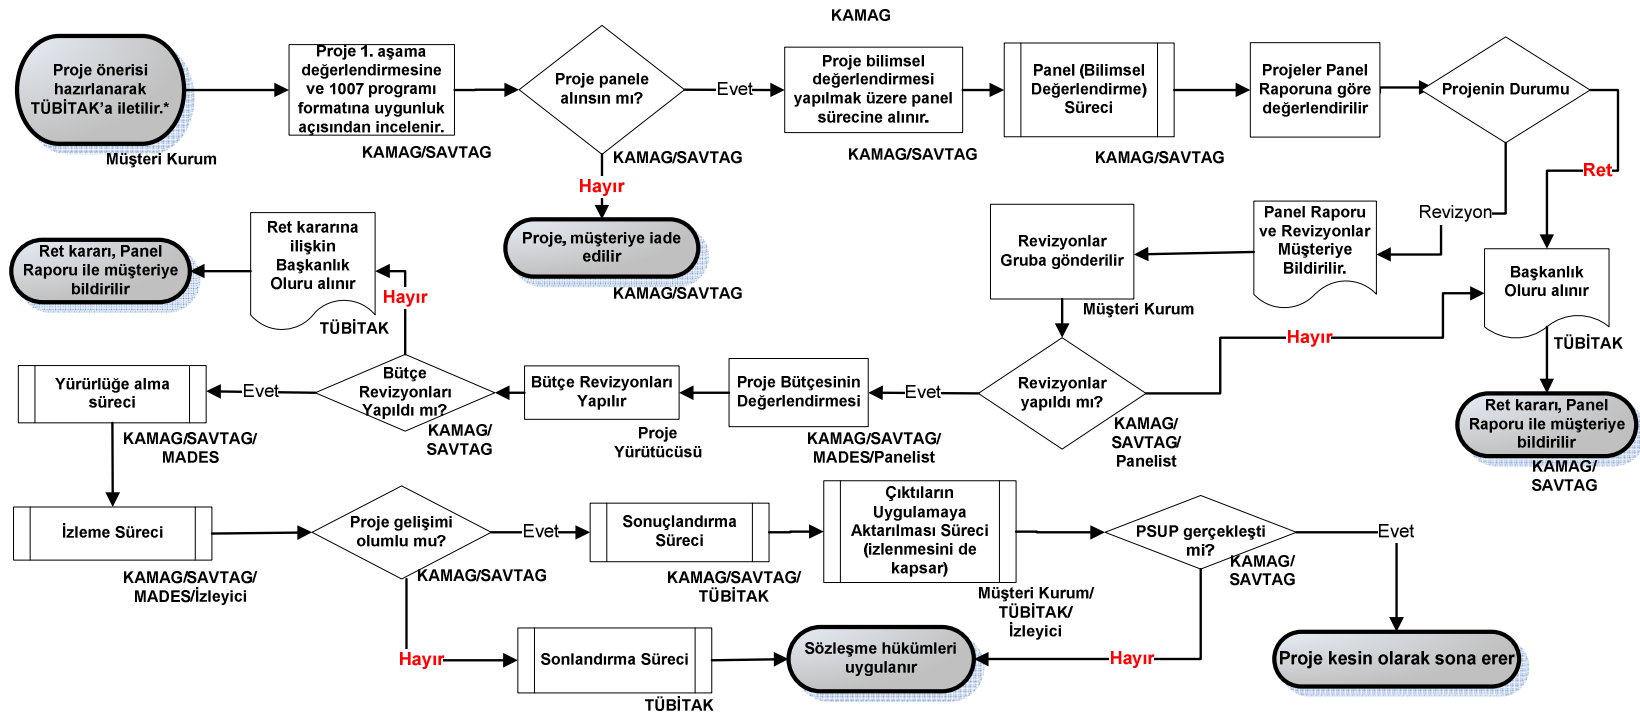 KAMAG
Proje önerisi
hazırlanarak
TÜBİTAK’a iletilir.*
Müşteri Kurum
Proje 1. aşama
değerlendirmesine
ve 1007 programı
formatına uygunluk
açısından incelenir.
KAMAG/SAVTAG
Proje panele
alınsın mı?
KAMAG/SAVTAG
Evet
Hayır
Proje, müşteriye iade
edilir
KAMAG/SAVTAG
Proje bilimsel
değerlendirmesi
yapılmak üzere panel
sürecine alınır.
KAMAG/SAVTAG
Panel (Bilimsel
Değerlendirme)
Süreci
KAMAG/SAVTAG
Projeler Panel
Raporuna göre
değerlendirilir
Projenin Durumu
Ret
Revizyon
Panel Raporu
ve Revizyonlar
Müşteriye
Bildirilir.
Revizyonlar
Gruba gönderilir
Müşteri Kurum
Başkanlık
Oluru alınır
TÜBİTAK
Ret kararı, Panel
Raporu ile müşteriye
bildirilir
KAMAG/
SAVTAG
Revizyonlar
yapıldı mı?
KAMAG/
SAVTAG/
Panelist
Hayır
Evet
Proje Bütçesinin
Değerlendirmesi
KAMAG/SAVTAG/
MADES/Panelist
Bütçe Revizyonları
Yapılır
Proje
Yürütücüsü
Bütçe
Revizyonları
Yapıldı mı?
KAMAG/
SAVTAG
Hayır
Ret kararına
ilişkin
Başkanlık
Oluru alınır
TÜBİTAK
Ret kararı, Panel
Raporu ile müşteriye
bildirilir
Evet
Yürürlüğe alma
süreci
KAMAG/SAVTAG/
MADES
İzleme Süreci
KAMAG/SAVTAG/
MADES/İzleyici
Proje gelişimi
olumlu mu?
KAMAG/SAVTAG
Evet
Sonuçlandırma
Süreci
KAMAG/SAVTAG/
TÜBİTAK
Çıktıların
Uygulamaya
Aktarılması Süreci
(izlenmesini de
kapsar)
Müşteri Kurum/
TÜBİTAK/
İzleyici
PSUP gerçekleşti
mi?
KAMAG/
SAVTAG
Evet
Proje kesin olarak sona erer
Hayır
Sonlandırma Süreci
TÜBİTAK
Sözleşme hükümleri
uygulanır
Hayır